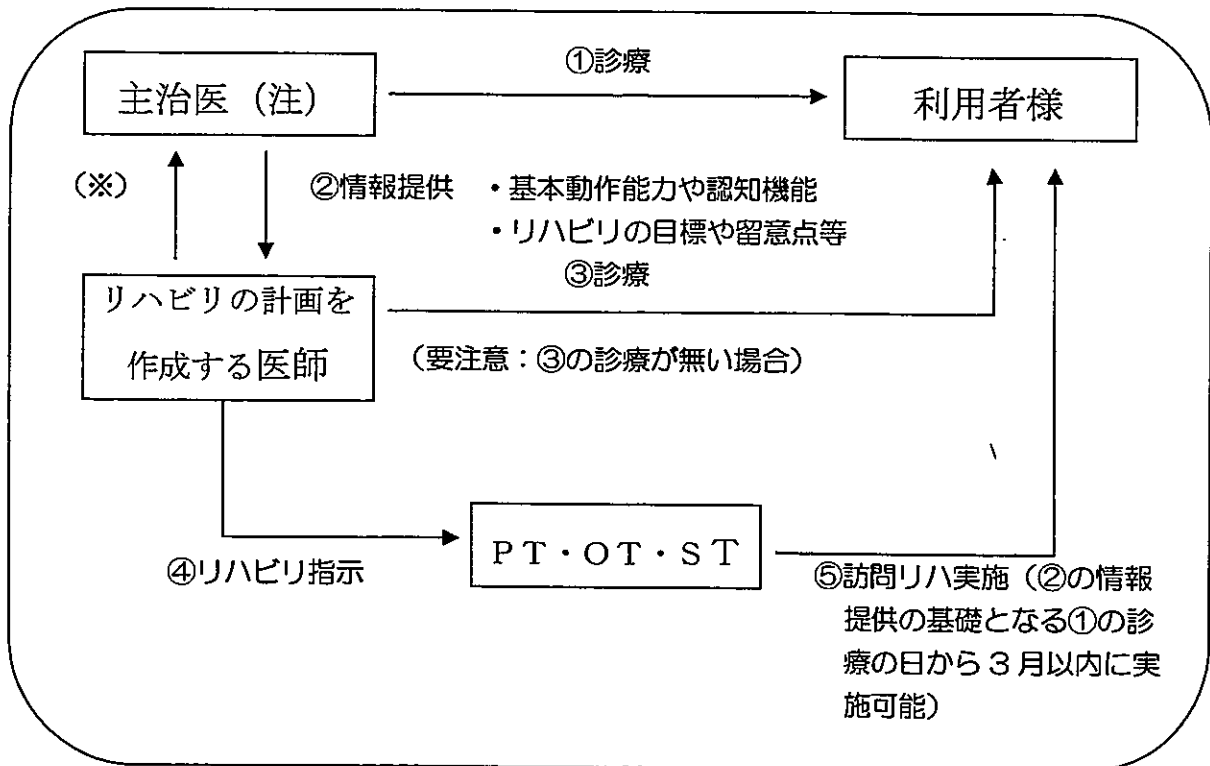 ①診療
主治医（注）
利用者様
（※）
②情報提供 ・基本動作能力や認知機能
・リハビリの目標や留意点等
③診療
リハビリの計画を
作成する医師
（要注意：③の診療が無い場合）
PT・OT・ST
④リハビリ指示
⑤訪問リハ実施（②の情報
提供の基礎となる①の診
療の日から3月以内に実
施可能）